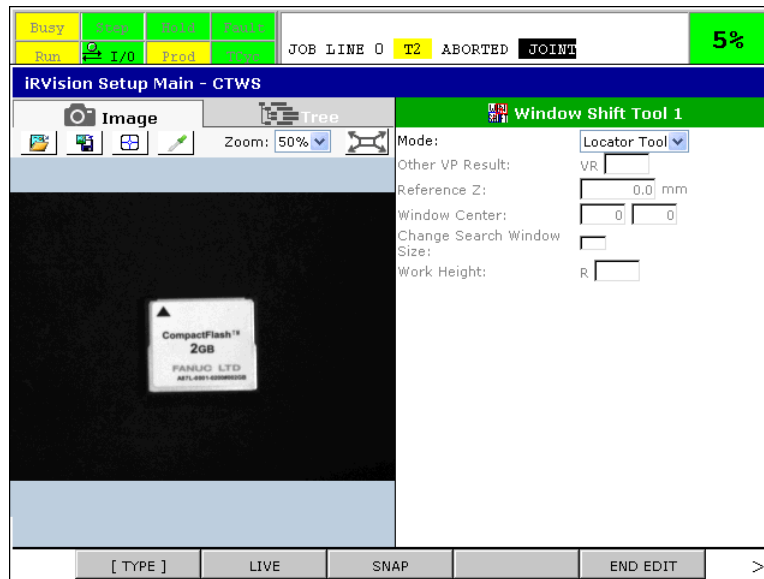 Busy Step Hold Fault
Run I/O Prod TCyc
JOB LINE 0 T2 ABORTED JOINT
5%
iRVision Setup Main - CTWS
Image Tree
Window Shift Tool 1
Zoom: 50%
Mode: Locator Tool
Other VP Result: VR
Reference Z: 0.0 mm
Window Center: 0 0
Change Search Window
Size:
Work Height: R
CompactFlash™
2GB
FANUC LTD
[ TYPE ] LIVE SNAP END EDIT >